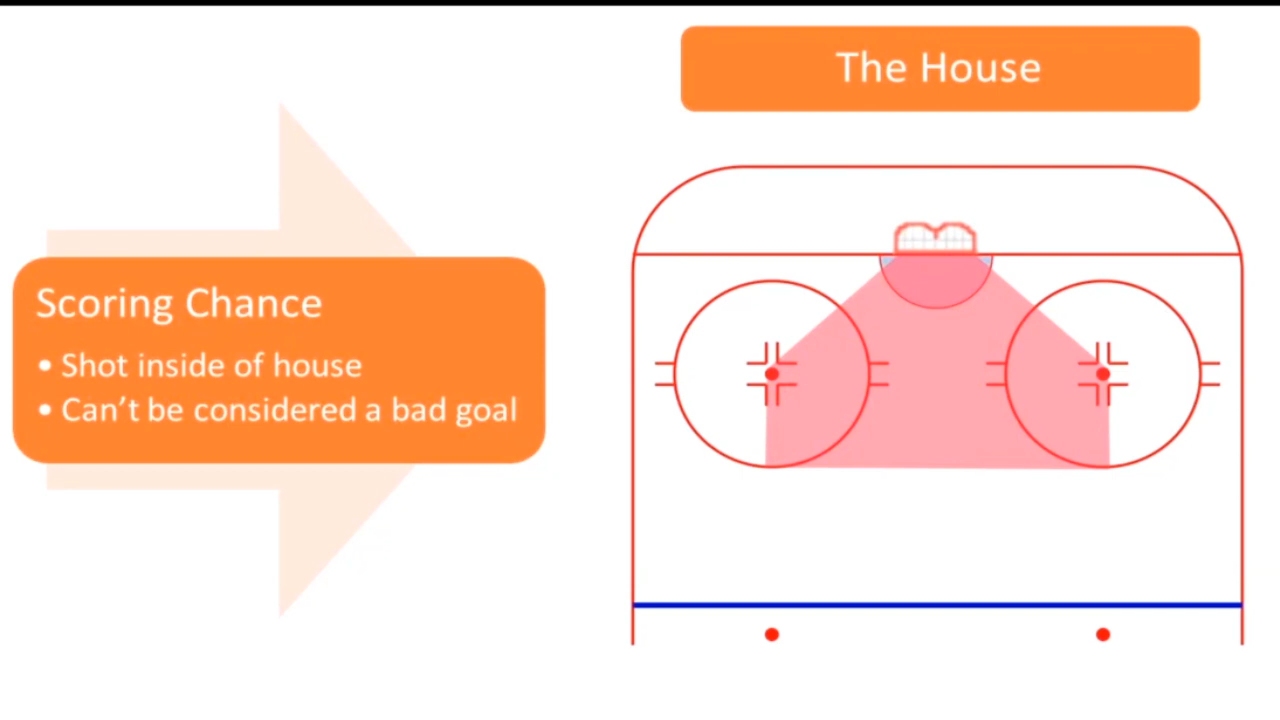 The House
Scoring Chance
• Shot inside of house
• Can't be considered a bad goal